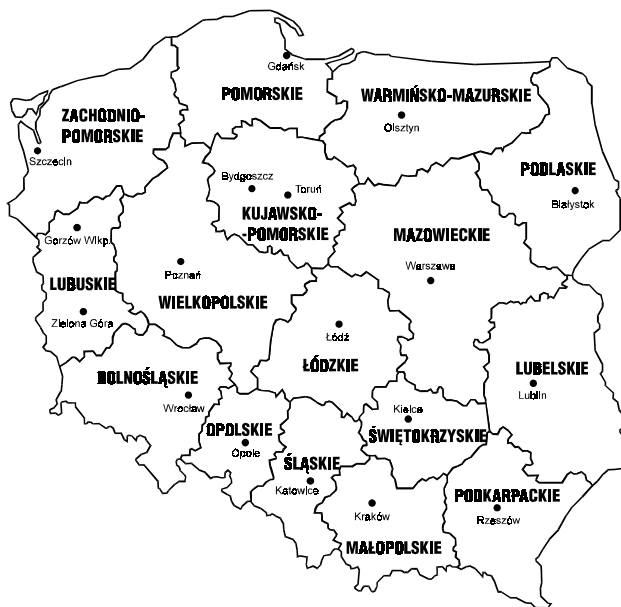 Gdańsk
POMORSKIE
WARMIŃSKO-MAZURSKIE
Olsztyn
ZACHODNIO-
POMORSKIE
Szczecin
PODLASKIE
Białystok
Bydgoszcz
Toruń
KUJAWSKO-
-POMORSKIE
Gorzów Wlkp.
LUBUSKIE
Zielona Góra
Poznań
WIELKOPOLSKIE
MAZOWIECKIE
Warszawa
Łódź
ŁÓDZKIE
LUBELSKIE
Lublin
DOLNOŚLĄSKIE
Wrocław
OPOLSKIE
Opole
ŚLĄSKIE
Katowice
Kielce
ŚWIĘTOKRZYSKIE
Kraków
MAŁOPOLSKIE
PODKARPACKIE
Rzeszów